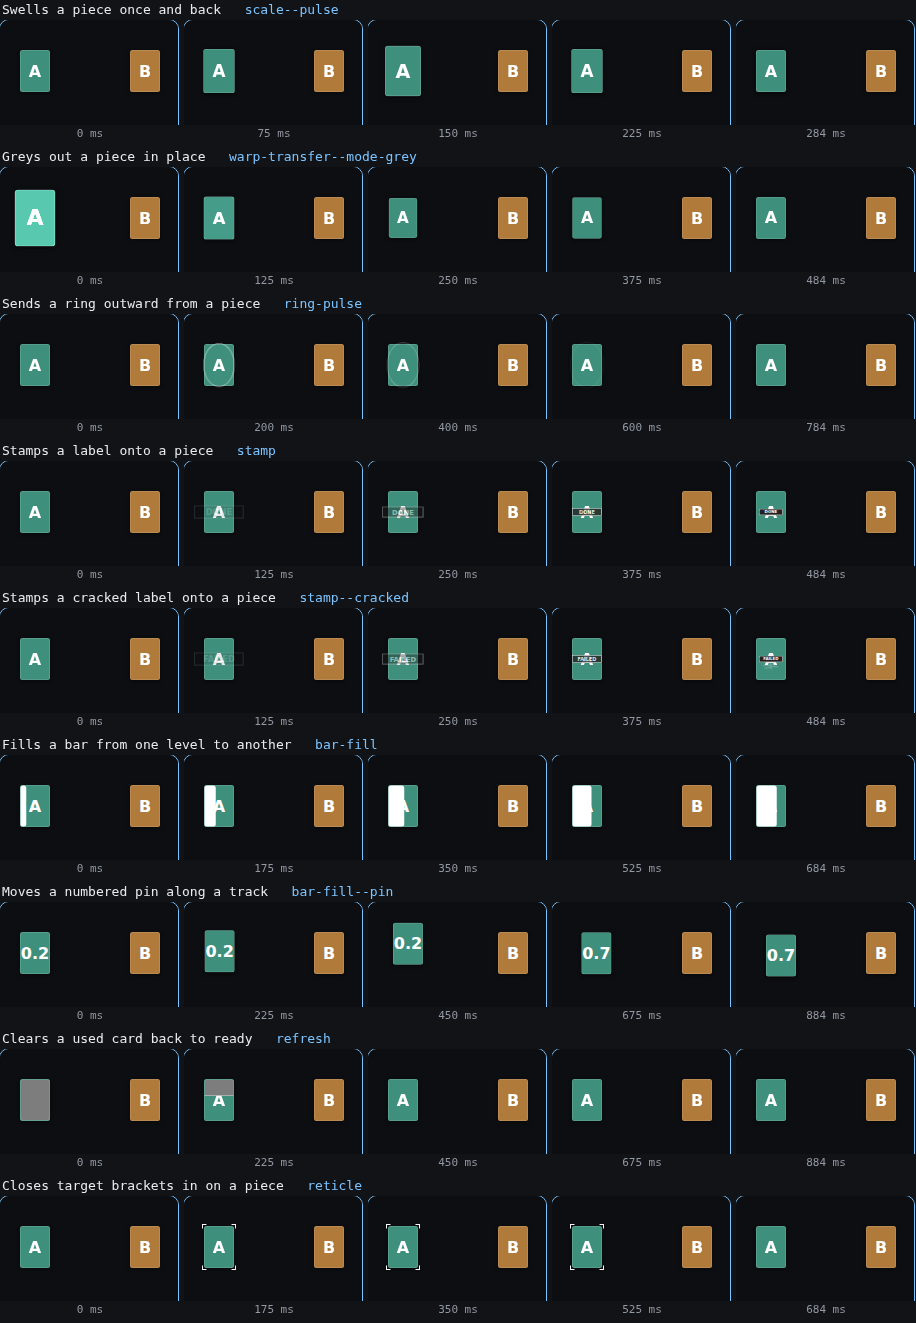 Swells a piece once and back scale--pulse
A B A B A B A B A B
0 ms 75 ms 150 ms 225 ms 284 ms
Greys out a piece in place warp-transfer--mode-grey
A B A B A B A B A B
0 ms 125 ms 250 ms 375 ms 484 ms
Sends a ring outward from a piece ring-pulse
A B A B A B A B A B
0 ms 200 ms 400 ms 600 ms 784 ms
Stamps a label onto a piece stamp
A B DONE A B DONE A B DONE A B DONE A B
0 ms 125 ms 250 ms 375 ms 484 ms
Stamps a cracked label onto a piece stamp--cracked
A B FAILED A B FAILED A B FAILED A B FAILED A B
0 ms 125 ms 250 ms 375 ms 484 ms
Fills a bar from one level to another bar-fill
A B A B A B B B
0 ms 175 ms 350 ms 525 ms 684 ms
Moves a numbered pin along a track bar-fill--pin
0.2 B 0.2 B 0.2 B 0.7 B 0.7 B
0 ms 225 ms 450 ms 675 ms 884 ms
Clears a used card back to ready refresh
B A B A B A B A B
0 ms 225 ms 450 ms 675 ms 884 ms
Closes target brackets in on a piece reticle
A B A B A B A B A B
0 ms 175 ms 350 ms 525 ms 684 ms